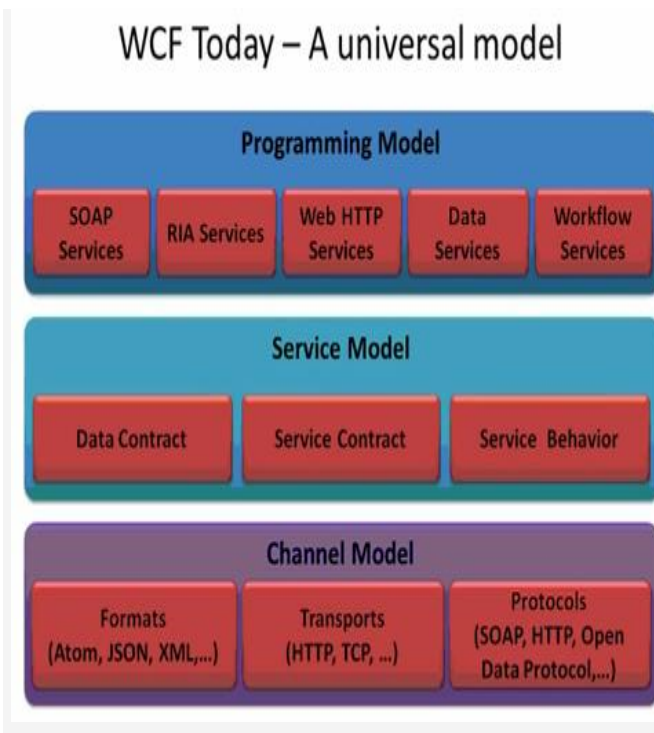 WCF Today – A universal model
Programming Model
SOAP
Services
RIA Services
Web HTTP
Services
Data
Services
Workflow
Services
Service Model
Data Contract
Service Contract
Service Behavior
Channel Model
Formats
(Atom, JSON, XML,...)
Transports
(HTTP, TCP, ...)
Protocols
(SOAP, HTTP, Open
Data Protocol,...)